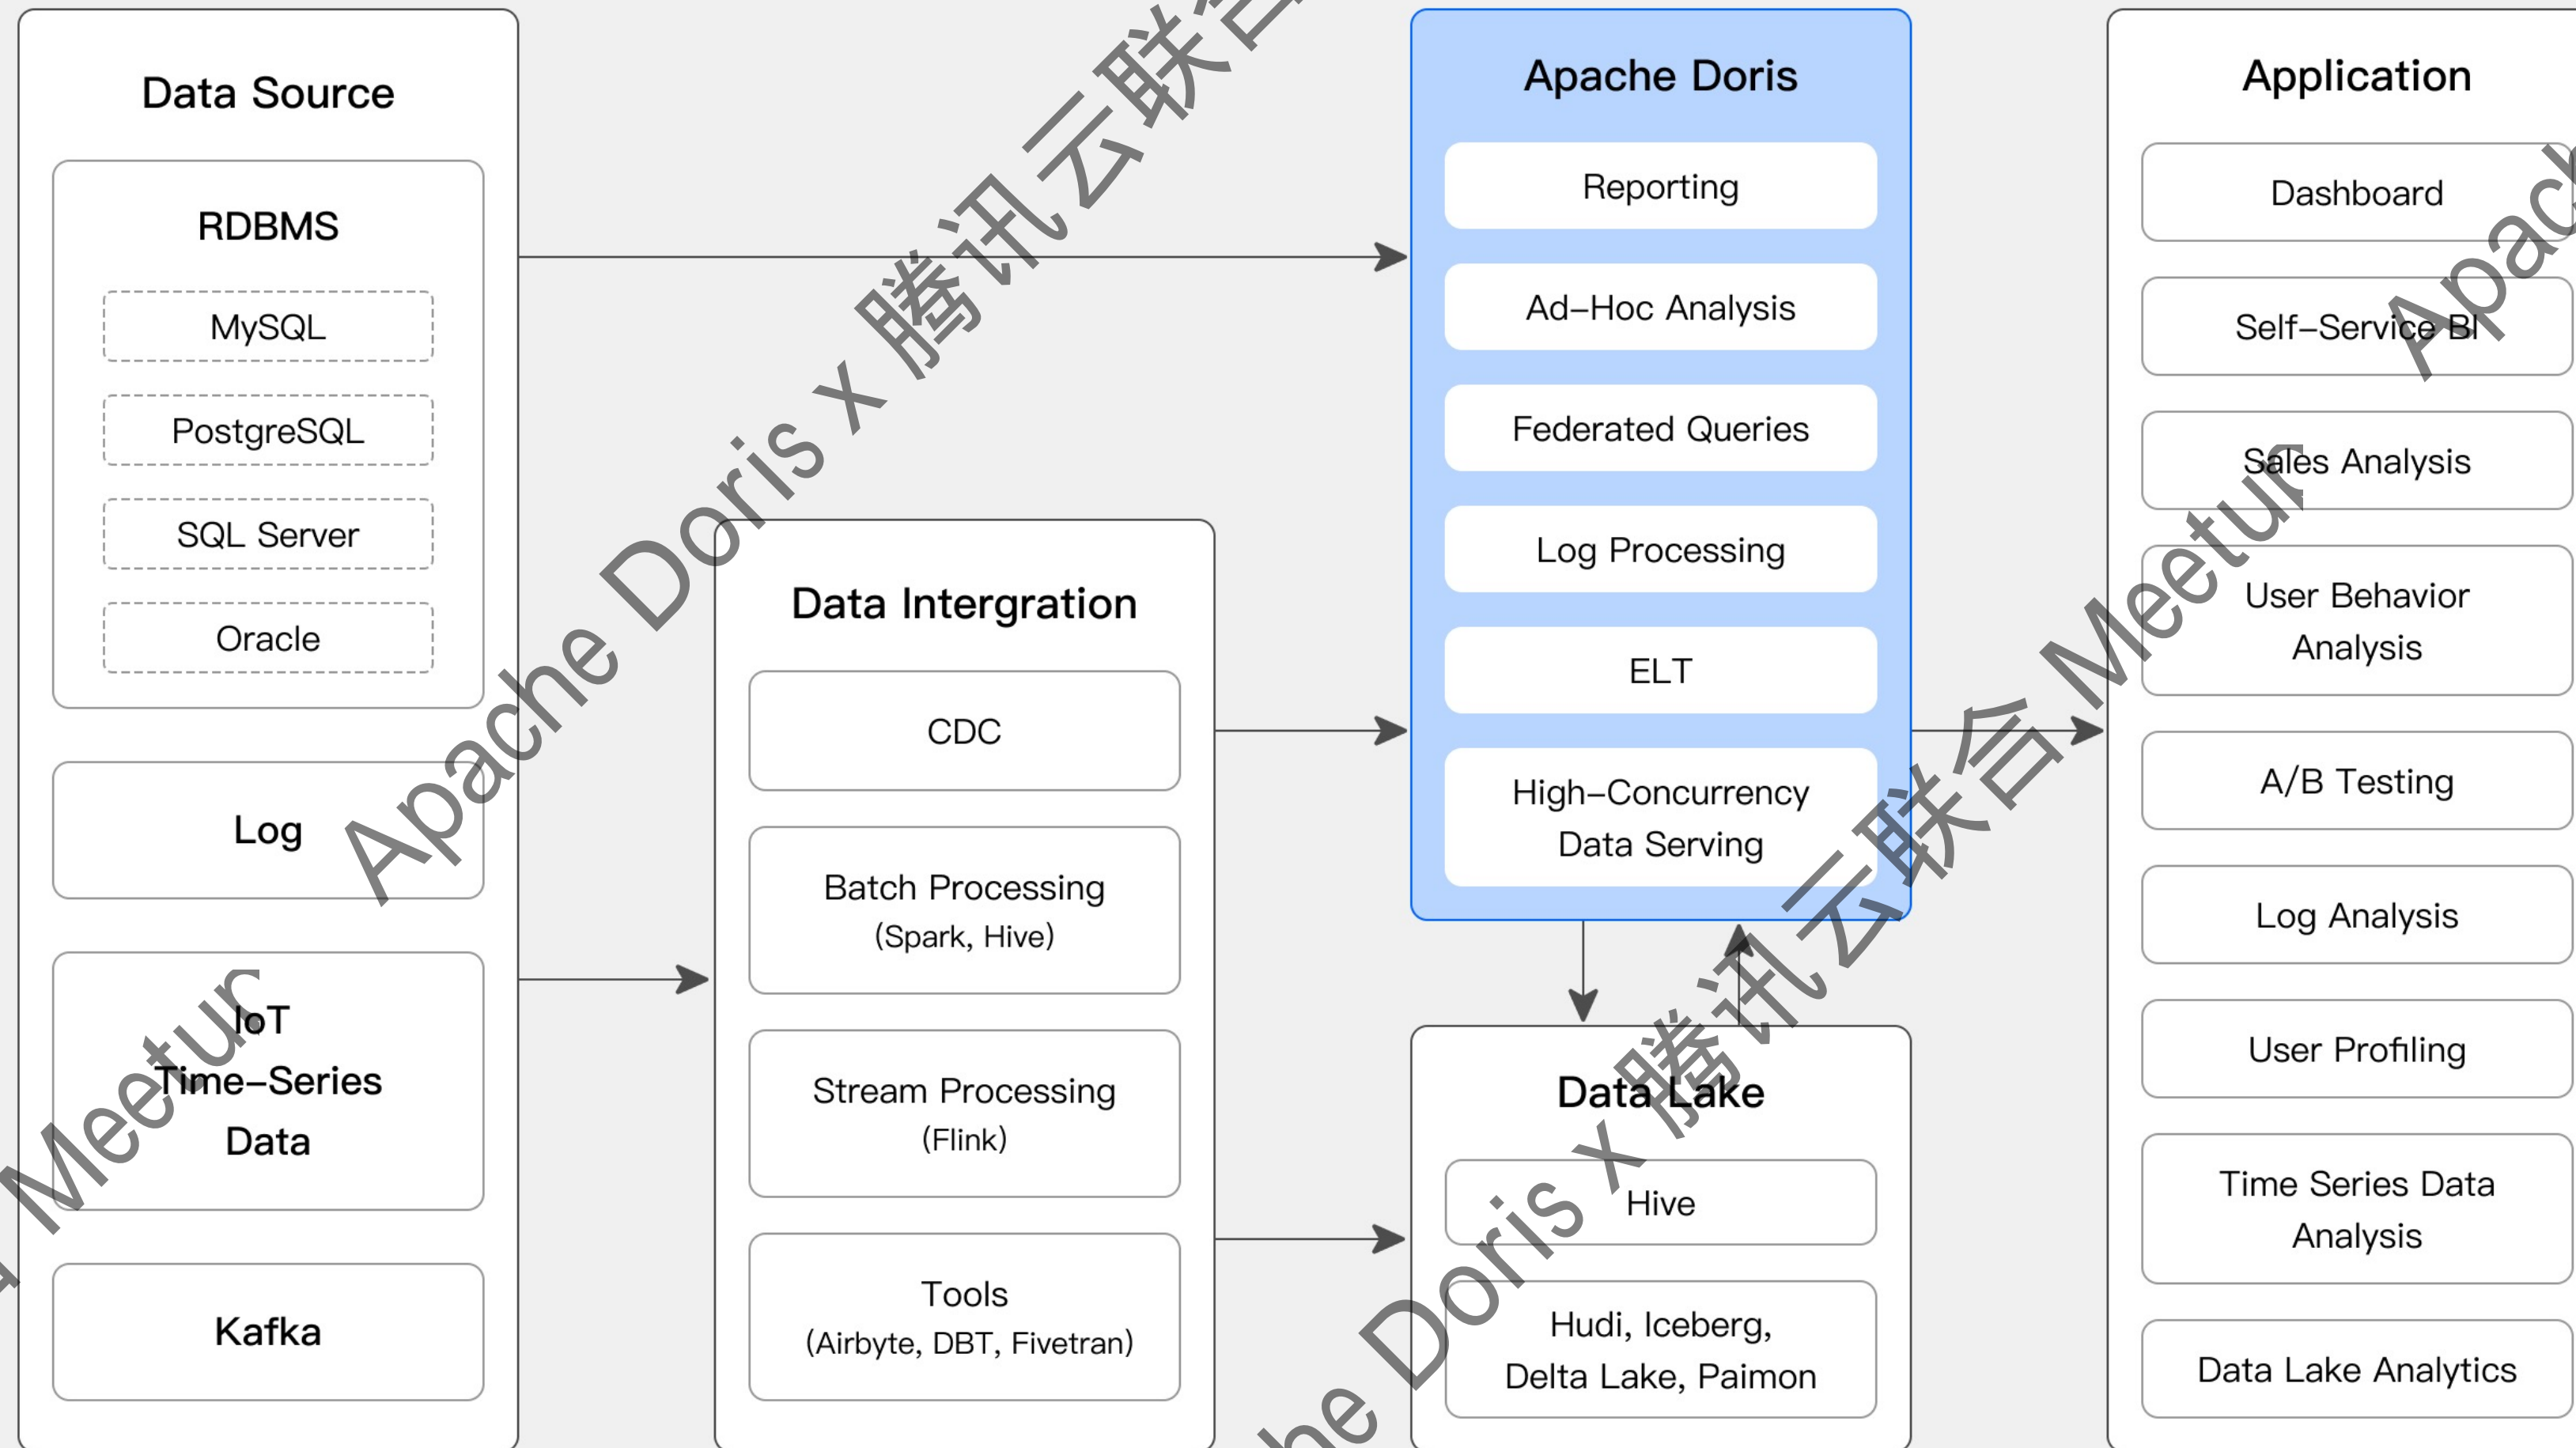 Data Source
RDBMS
MySQL
PostgreSQL
SQL Server
Oracle
Log
IoT
Time-Series
Data
Kafka
Data Intergration
CDC
Batch Processing
(Spark, Hive)
Stream Processing
(Flink)
Tools
(Airbyte, DBT, Fivetran)
Apache Doris
Reporting
Ad-Hoc Analysis
Federated Queries
Log Processing
ELT
High-Concurrency
Data Serving
Data Lake
Hive
Hudi, Iceberg,
Delta Lake, Paimon
Application
Dashboard
Self-Service BI
Sales Analysis
User Behavior
Analysis
A/B Testing
Log Analysis
User Profiling
Time Series Data
Analysis
Data Lake Analytics
Apache Doris x 腾讯云联合
Doris x 腾讯云联合